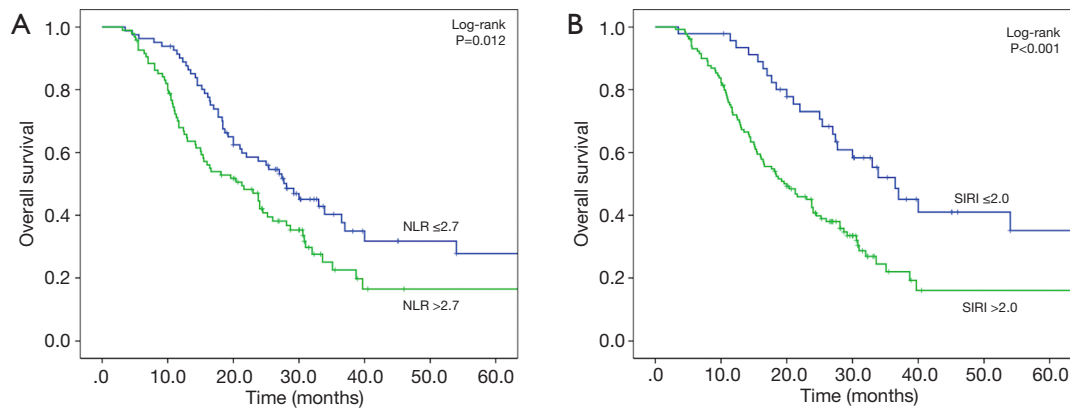 A
Log-rank
P=0.012
Overall survival
1.0
0.8
0.6
0.4
0.2
0.0
NLR ≤2.7
NLR >2.7
.0 10.0 20.0 30.0 40.0 50.0 60.0
Time (months)
B
Log-rank
P<0.001
Overall survival
1.0
0.8
0.6
0.4
0.2
0.0
SIRI ≤2.0
SIRI >2.0
.0 10.0 20.0 30.0 40.0 50.0 60.0
Time (months)